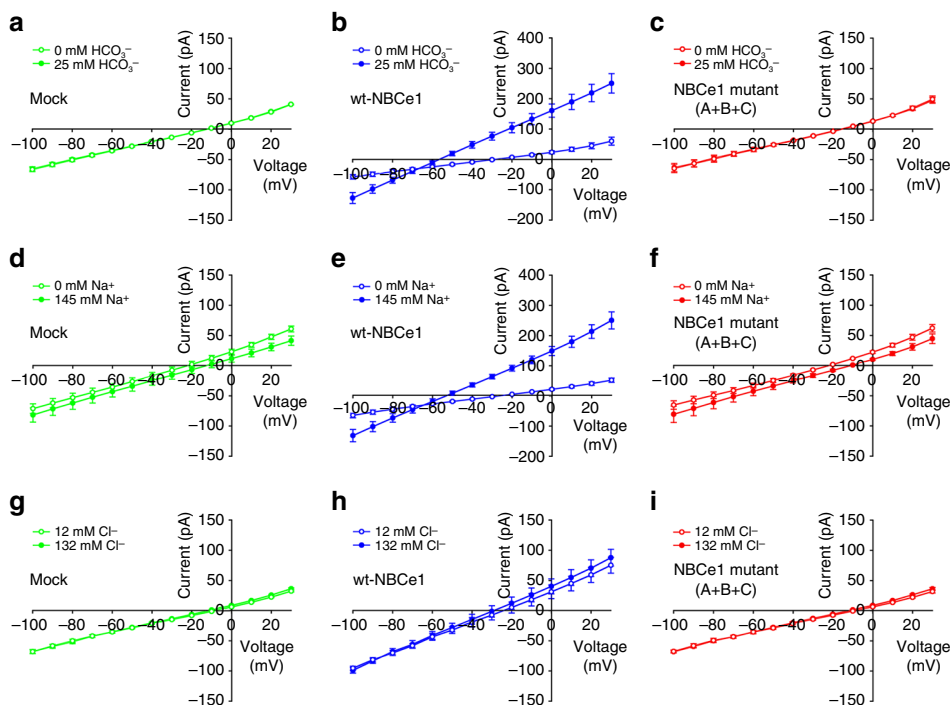 a
0 mM HCO₃⁻
25 mM HCO₃⁻
Mock
Current (pA)
150
100
50
0
−50
−100
−150
−100 −80 −60 −40 −20 0 20
Voltage
(mV)
b
0 mM HCO₃⁻
25 mM HCO₃⁻
wt-NBCe1
Current (pA)
400
300
200
100
0
−100
−200
−100 −80 −60 −40 −20 0 20
Voltage
(mV)
c
0 mM HCO₃⁻
25 mM HCO₃⁻
NBCe1 mutant
(A+B+C)
Current (pA)
150
100
50
0
−50
−100
−150
−100 −80 −60 −40 −20 0 20
Voltage
(mV)
d
0 mM Na⁺
145 mM Na⁺
Mock
Current (pA)
150
100
50
0
−50
−100
−150
−100 −80 −60 −40 −20 0 20
Voltage
(mV)
e
0 mM Na⁺
145 mM Na⁺
wt-NBCe1
Current (pA)
400
300
200
100
0
−100
−200
−100 −80 −60 −40 −20 0 20
Voltage
(mV)
f
0 mM Na⁺
145 mM Na⁺
NBCe1 mutant
(A+B+C)
Current (pA)
150
100
50
0
−50
−100
−150
−100 −80 −60 −40 −20 0 20
Voltage
(mV)
g
12 mM Cl⁻
132 mM Cl⁻
Mock
Current (pA)
150
100
50
0
−50
−100
−150
−100 −80 −60 −40 −20 0 20
Voltage
(mV)
h
12 mM Cl⁻
132 mM Cl⁻
wt-NBCe1
Current (pA)
150
100
50
0
−50
−100
−150
−100 −80 −60 −40 −20 0 20
Voltage
(mV)
i
12 mM Cl⁻
132 mM Cl⁻
NBCe1 mutant
(A+B+C)
Current (pA)
150
100
50
0
−50
−100
−150
−100 −80 −60 −40 −20 0 20
Voltage
(mV)